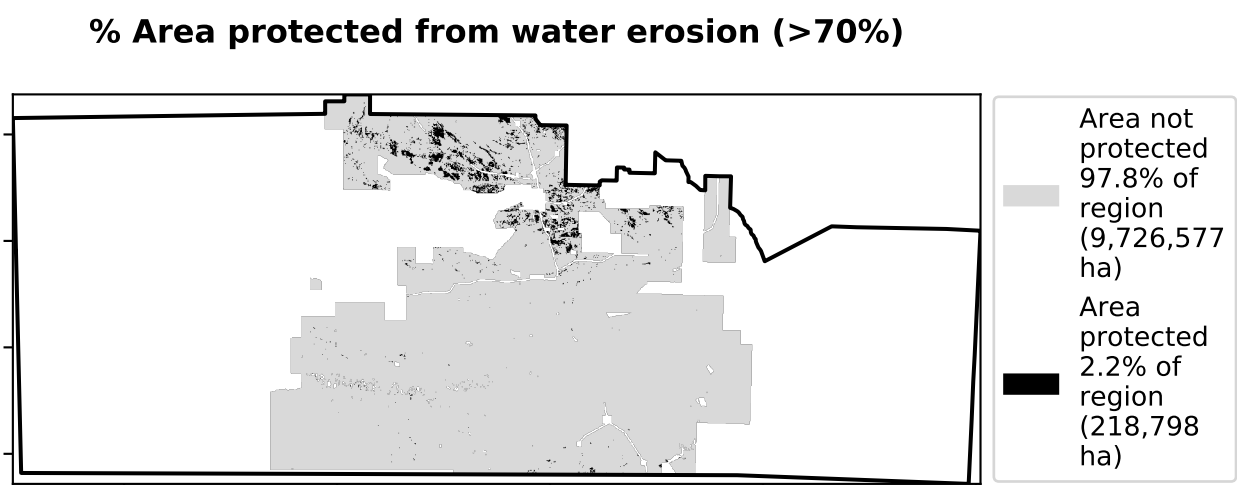 % Area protected from water erosion (>70%)
Area not
protected
97.8% of
region
(9,726,577
ha)
Area
protected
2.2% of
region
(218,798
ha)